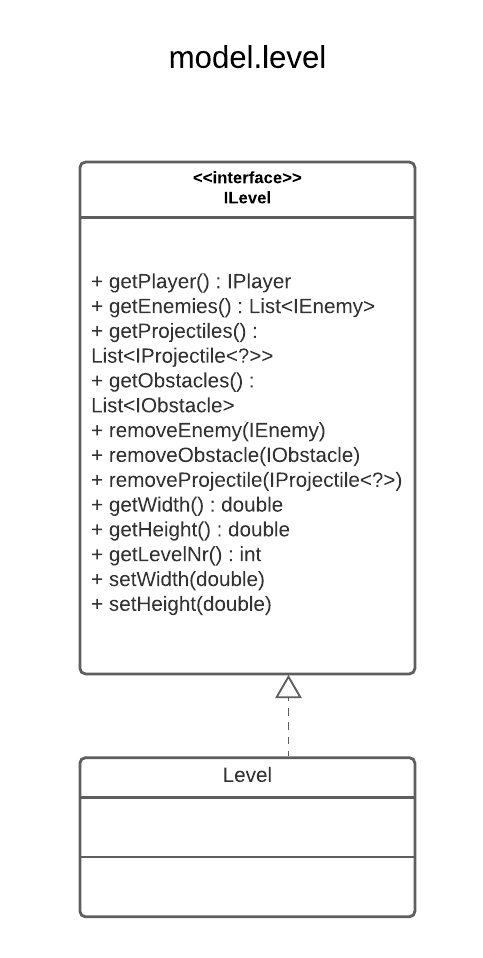 model.level
<<interface>>
ILevel
+ getPlayer() : IPlayer
+ getEnemies() : List<IEnemy>
+ getProjectiles() :
List<IProjectile<?>>
+ getObstacles() :
List<IObstacle>
+ removeEnemy(IEnemy)
+ removeObstacle(IObstacle)
+ removeProjectile(IProjectile<?>)
+ getWidth() : double
+ getHeight() : double
+ getLevelNr() : int
+ setWidth(double)
+ setHeight(double)
Level